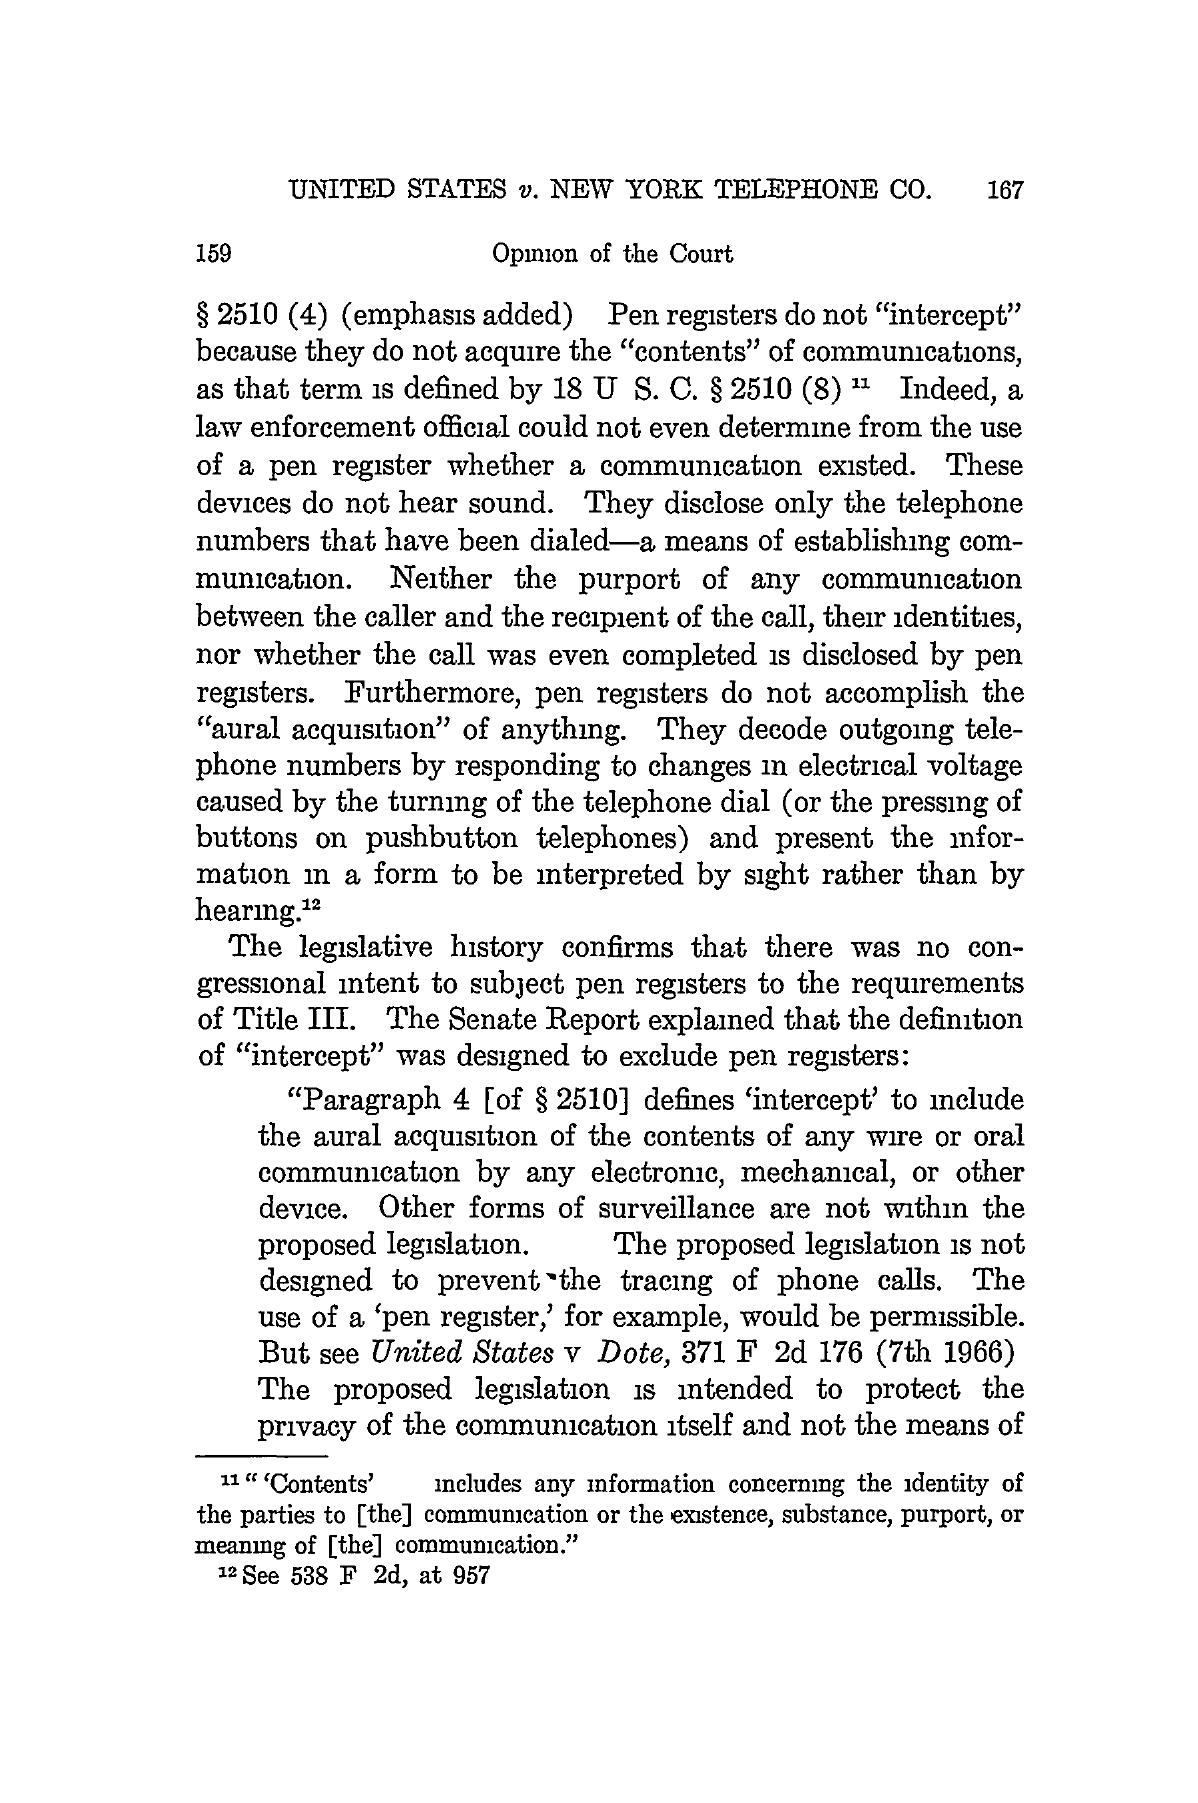 UNITED STATES v. NEW YORK TELEPHONE CO. 167
159 Opinion of the Court
§ 2510 (4) (emphasis added) Pen registers do not “intercept”
because they do not acquire the “contents” of communications,
as that term is defined by 18 U S. C. § 2510 (8) 11 Indeed, a
law enforcement official could not even determine from the use
of a pen register whether a communication existed. These
devices do not hear sound. They disclose only the telephone
numbers that have been dialed—a means of establishing com-
munication. Neither the purport of any communication
between the caller and the recipient of the call, their identities,
nor whether the call was even completed is disclosed by pen
registers. Furthermore, pen registers do not accomplish the
“aural acquisition” of anything. They decode outgoing tele-
phone numbers by responding to changes in electrical voltage
caused by the turning of the telephone dial (or the pressing of
buttons on pushbutton telephones) and present the infor-
mation in a form to be interpreted by sight rather than by
hearing.12
The legislative history confirms that there was no con-
gressional intent to subject pen registers to the requirements
of Title III. The Senate Report explained that the definition
of “intercept” was designed to exclude pen registers:
“Paragraph 4 [of § 2510] defines ‘intercept’ to include
the aural acquisition of the contents of any wire or oral
communication by any electronic, mechanical, or other
device. Other forms of surveillance are not within the
proposed legislation. The proposed legislation is not
designed to prevent the tracing of phone calls. The
use of a ‘pen register,’ for example, would be permissible.
But see United States v Dote, 371 F 2d 176 (7th 1966)
The proposed legislation is intended to protect the
privacy of the communication itself and not the means of
11 “ ‘Contents’ includes any information concerning the identity of
the parties to [the] communication or the existence, substance, purport, or
meaning of [the] communication.”
12 See 538 F 2d, at 957